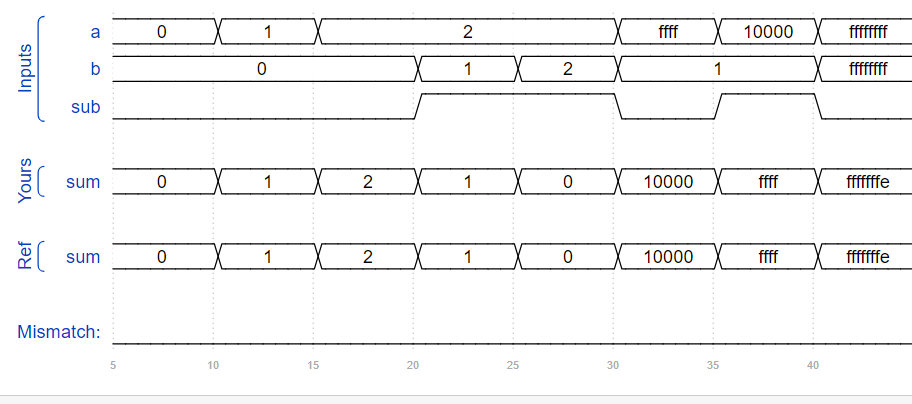 Inputs
a 0 1 2 ffff 10000 ffffffff
b 0 1 2 1 ffffffff
sub
Yours
sum 0 1 2 1 0 10000 ffff fffffffe
Ref
sum 0 1 2 1 0 10000 ffff fffffffe
Mismatch:
5 10 15 20 25 30 35 40